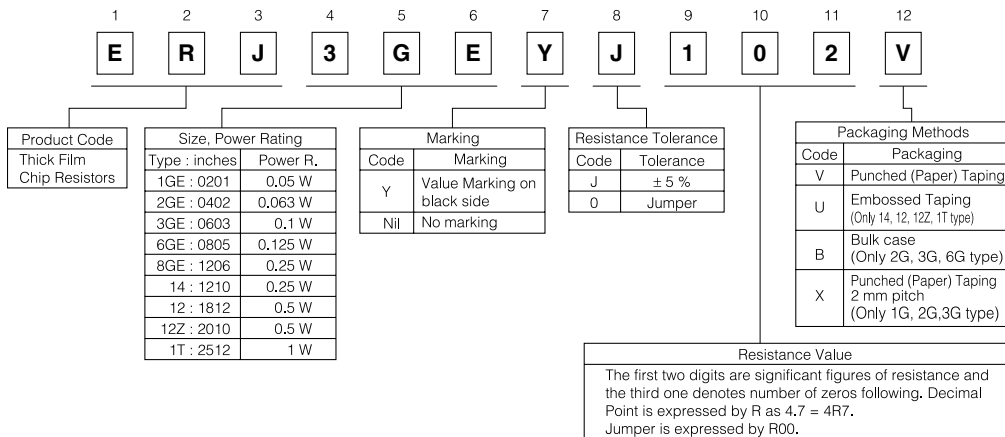 1 2 3 4 5 6 7 8 9 10 11 12
E R J 3 G E Y J 1 0 2 V
Product Code
Thick Film
Chip Resistors
Size, Power Rating
Type : inches Power R.
1GE : 0201 0.05 W
2GE : 0402 0.063 W
3GE : 0603 0.1 W
6GE : 0805 0.125 W
8GE : 1206 0.25 W
14 : 1210 0.25 W
12 : 1812 0.5 W
12Z : 2010 0.5 W
1T : 2512 1 W
Marking
Code Marking
Y Value Marking on
black side
Nil No marking
Resistance Tolerance
Code Tolerance
J ± 5 %
0 Jumper
Packaging Methods
Code Packaging
V Punched (Paper) Taping
U Embossed Taping
(Only 14, 12, 12Z, 1T type)
B Bulk case
(Only 2G, 3G, 6G type)
X Punched (Paper) Taping
2 mm pitch
(Only 1G, 2G,3G type)
Resistance Value
The first two digits are significant figures of resistance and
the third one denotes number of zeros following. Decimal
Point is expressed by R as 4.7 = 4R7.
Jumper is expressed by R00.